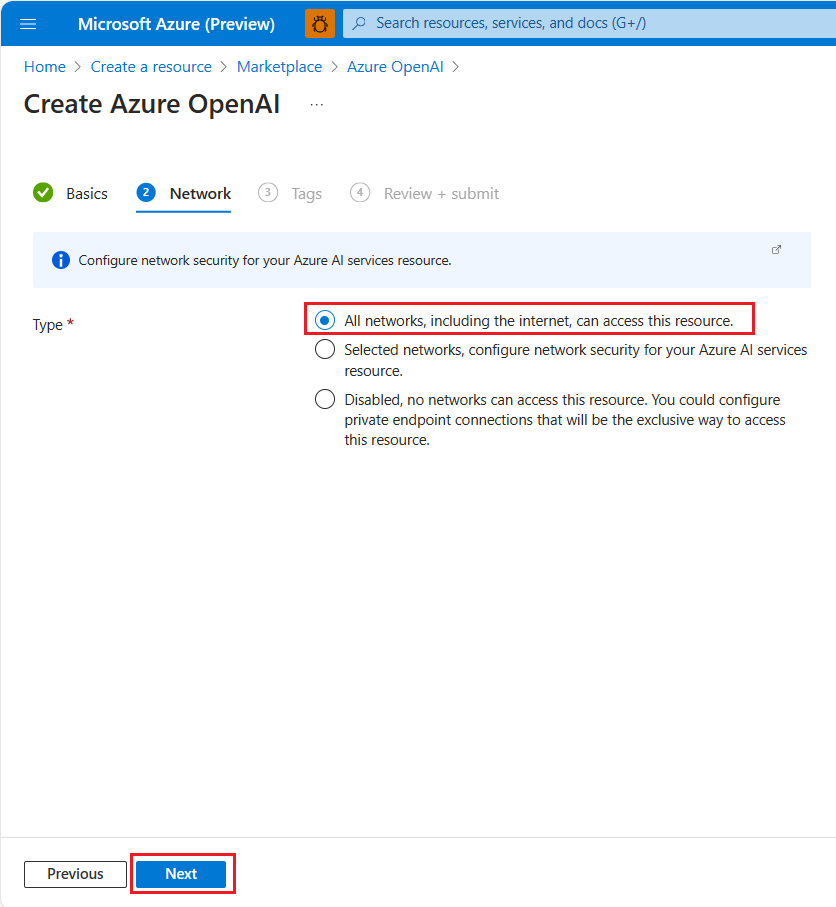 Microsoft Azure (Preview)
Search resources, services, and docs (G+/)
Home > Create a resource > Marketplace > Azure OpenAI >
Create Azure OpenAI ...
Basics 2 Network 3 Tags 4 Review + submit
Configure network security for your Azure AI services resource.
Type *
All networks, including the internet, can access this resource.
Selected networks, configure network security for your Azure AI services
resource.
Disabled, no networks can access this resource. You could configure
private endpoint connections that will be the exclusive way to access
this resource.
Previous Next